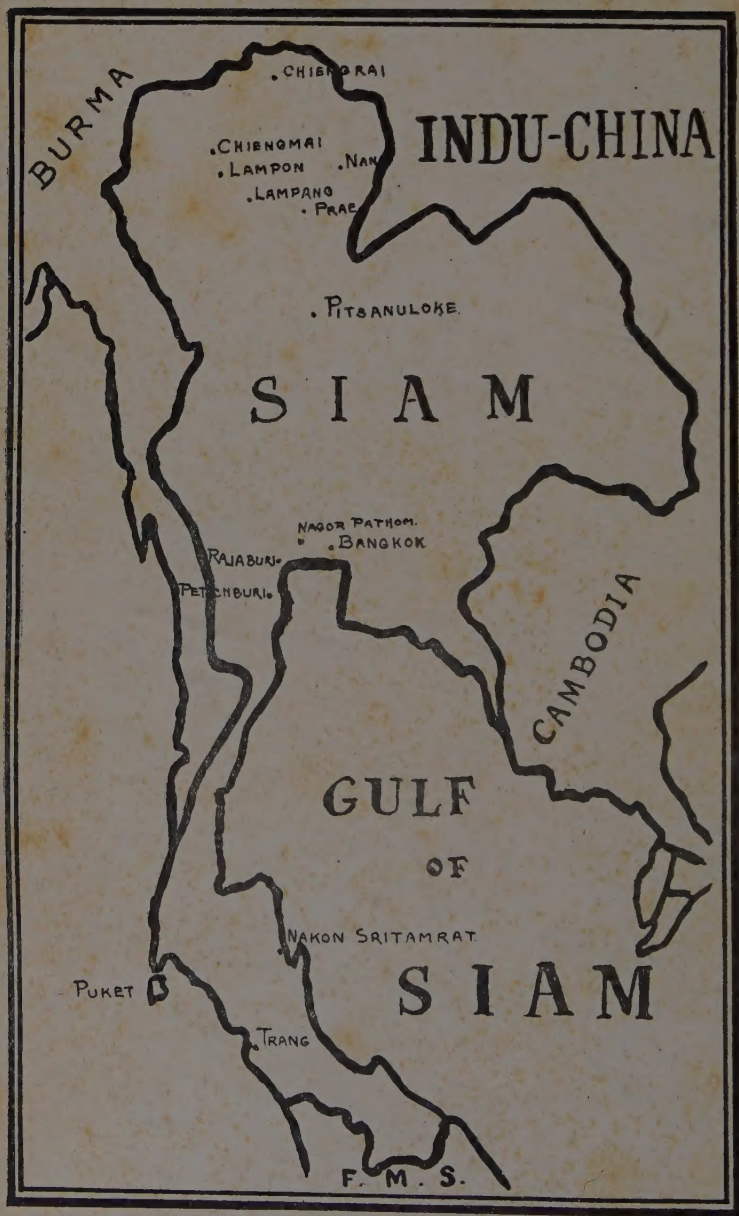 BURMA
CHIENGRAI
INDU-CHINA
CHIENGMAI
LAMPON
NAN
LAMPANG
PRAE
PITSANULOKE.
SIAM
NAGOR PATHOM.
BANGKOK
RAJABURI
PETCHBURI
CAMBODIA
GULF
OF
SIAM
NAKON SRITAMRAT.
PUKET
TRANG
F. M. S.